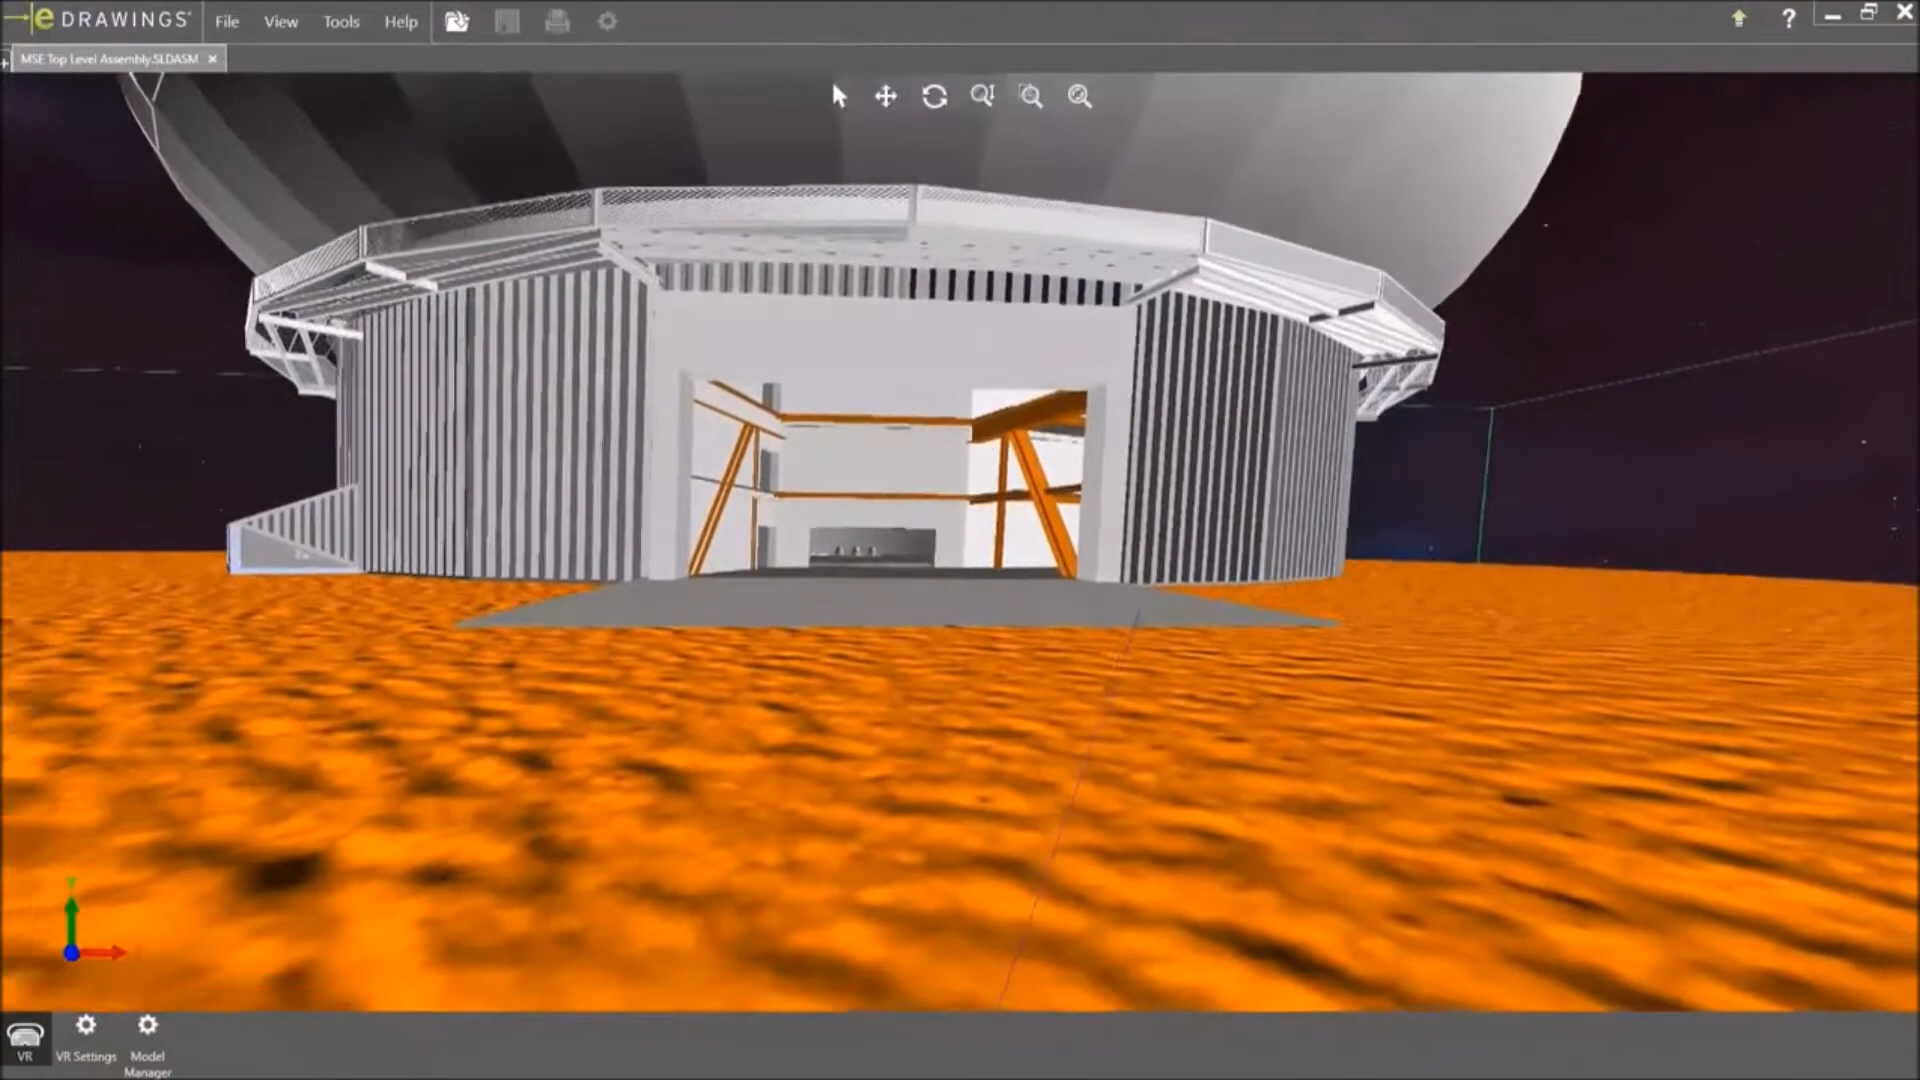 eDRAWINGS®
File View Tools Help
?
MSE Top Level Assembly.SLDASM
Y
VR
VR Settings
Model
Manager